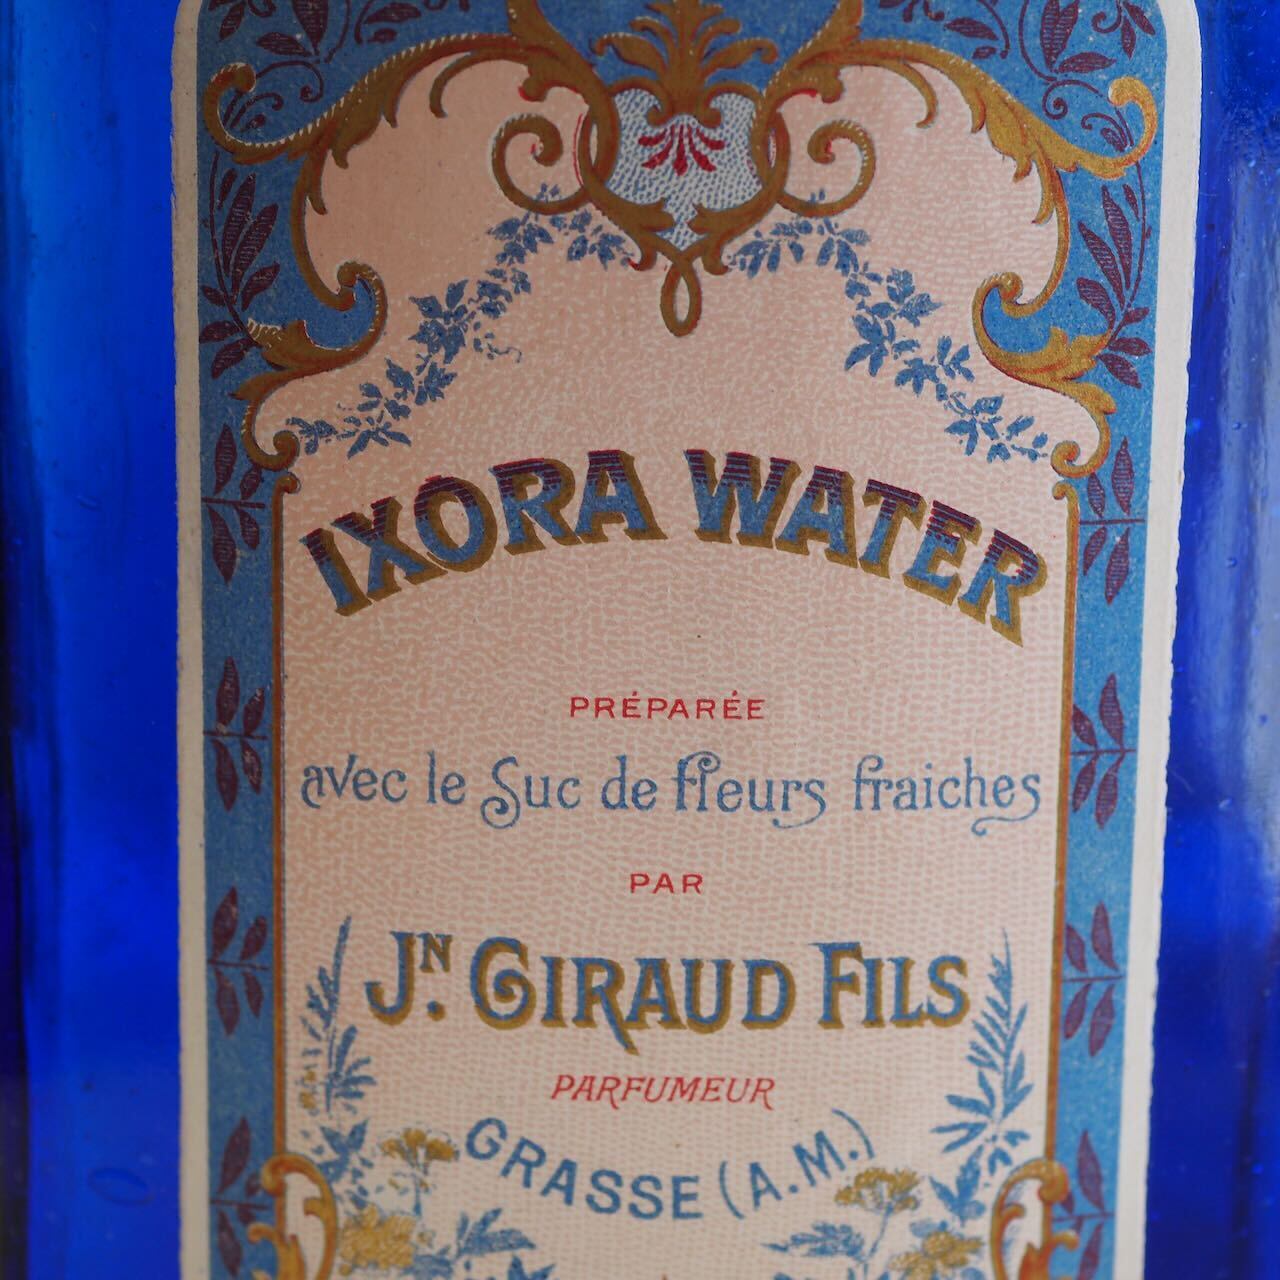 IXORA WATER
PRÉPARÉE
avec le Suc de fleurs fraiches
PAR
JN. GIRAUD FILS
PARFUMEUR
GRASSE (A.M.)